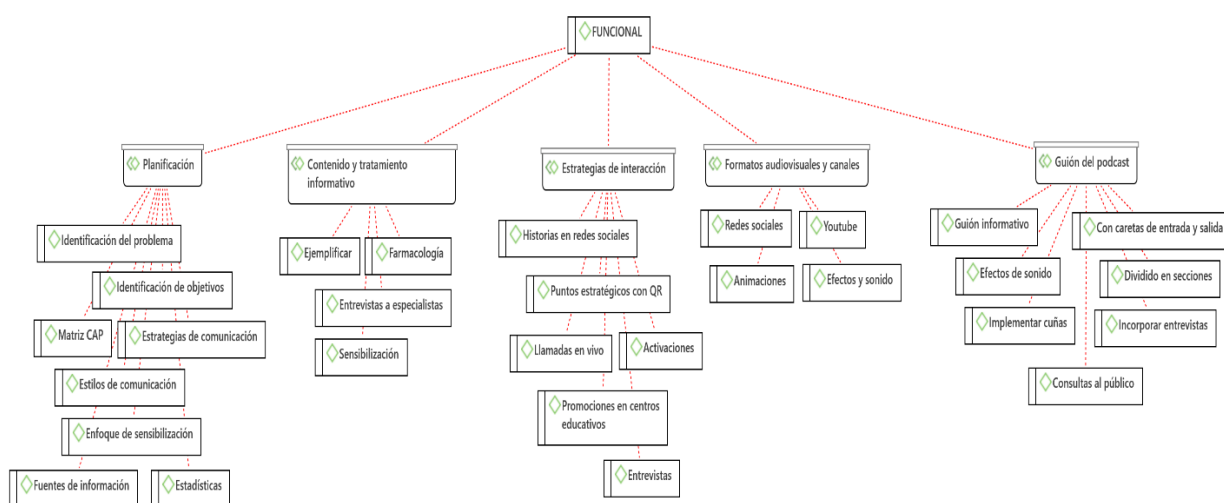 FUNCIONAL
Planificación
Identificación del problema
Identificación de objetivos
Matriz CAP
Estrategias de comunicación
Estilos de comunicación
Enfoque de sensibilización
Fuentes de información
Estadísticas
Contenido y tratamiento
informativo
Ejemplificar
Farmacología
Entrevistas a especialistas
Sensibilización
Estrategias de interacción
Historias en redes sociales
Puntos estratégicos con QR
Llamadas en vivo
Activaciones
Promociones en centros
educativos
Entrevistas
Formatos audiovisuales y canales
Redes sociales
Youtube
Animaciones
Efectos y sonido
Guión del podcast
Guión informativo
Con caretas de entrada y salida
Efectos de sonido
Dividido en secciones
Implementar cuñas
Incorporar entrevistas
Consultas al público